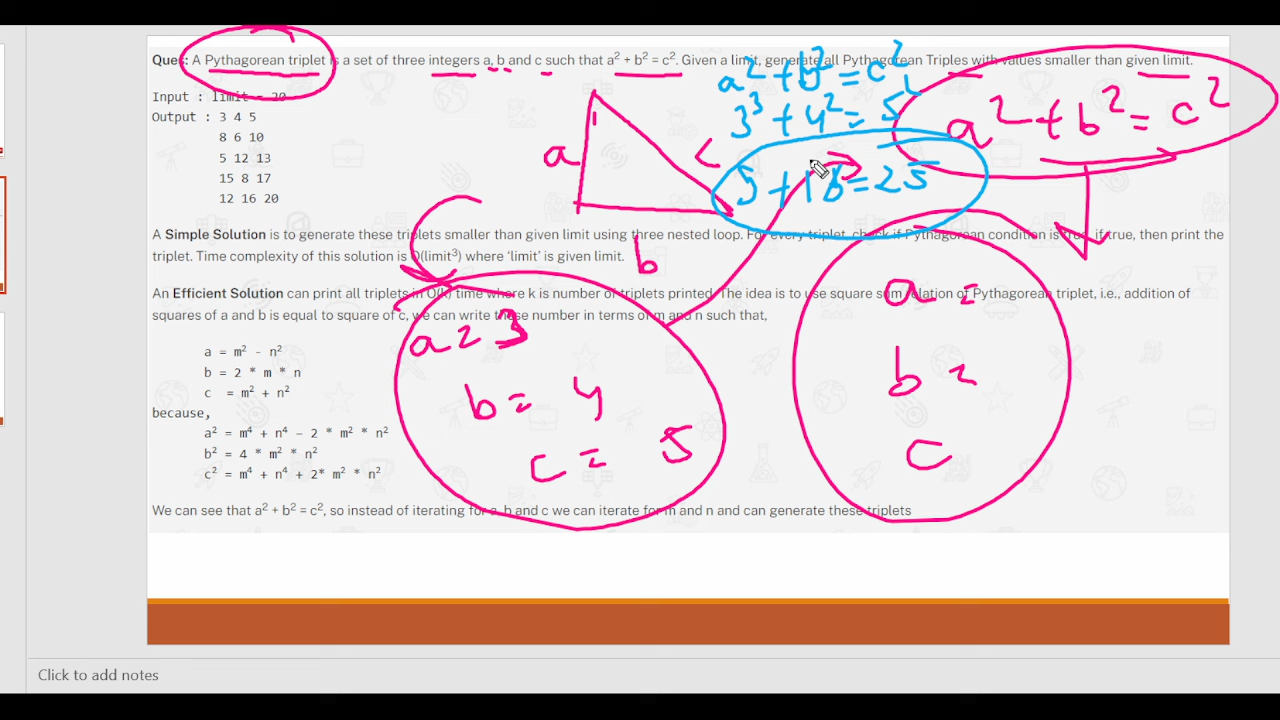 Ques: A Pythagorean triplet is a set of three integers a, b and c such that a² + b² = c². Given a limit, generate all Pythagorean Triples with values smaller than given limit.
Input : limit = 20
Output : 3 4 5
8 6 10
5 12 13
15 8 17
12 16 20
a² + b² = c²
3³ + 4² = 5²
5 + 16 = 25
a² + b² = c²
a
c
b
A Simple Solution is to generate these triplets smaller than given limit using three nested loop. For every triplet, check if Pythagorean condition is true, if true, then print the
triplet. Time complexity of this solution is O(limit³) where ‘limit’ is given limit.
An Efficient Solution can print all triplets in O(k) time where k is number of triplets printed. The idea is to use square sum relation of Pythagorean triplet, i.e., addition of
squares of a and b is equal to square of c, we can write these number in terms of m and n such that,
a = m² - n²
b = 2 * m * n
c = m² + n²
because,
a² = m⁴ + n⁴ – 2 * m² * n²
b² = 4 * m² * n²
c² = m⁴ + n⁴ + 2* m² * n²
a = 3
b = 4
c = 5
a =
b =
c
We can see that a² + b² = c², so instead of iterating for a, b and c we can iterate for m and n and can generate these triplets
Click to add notes